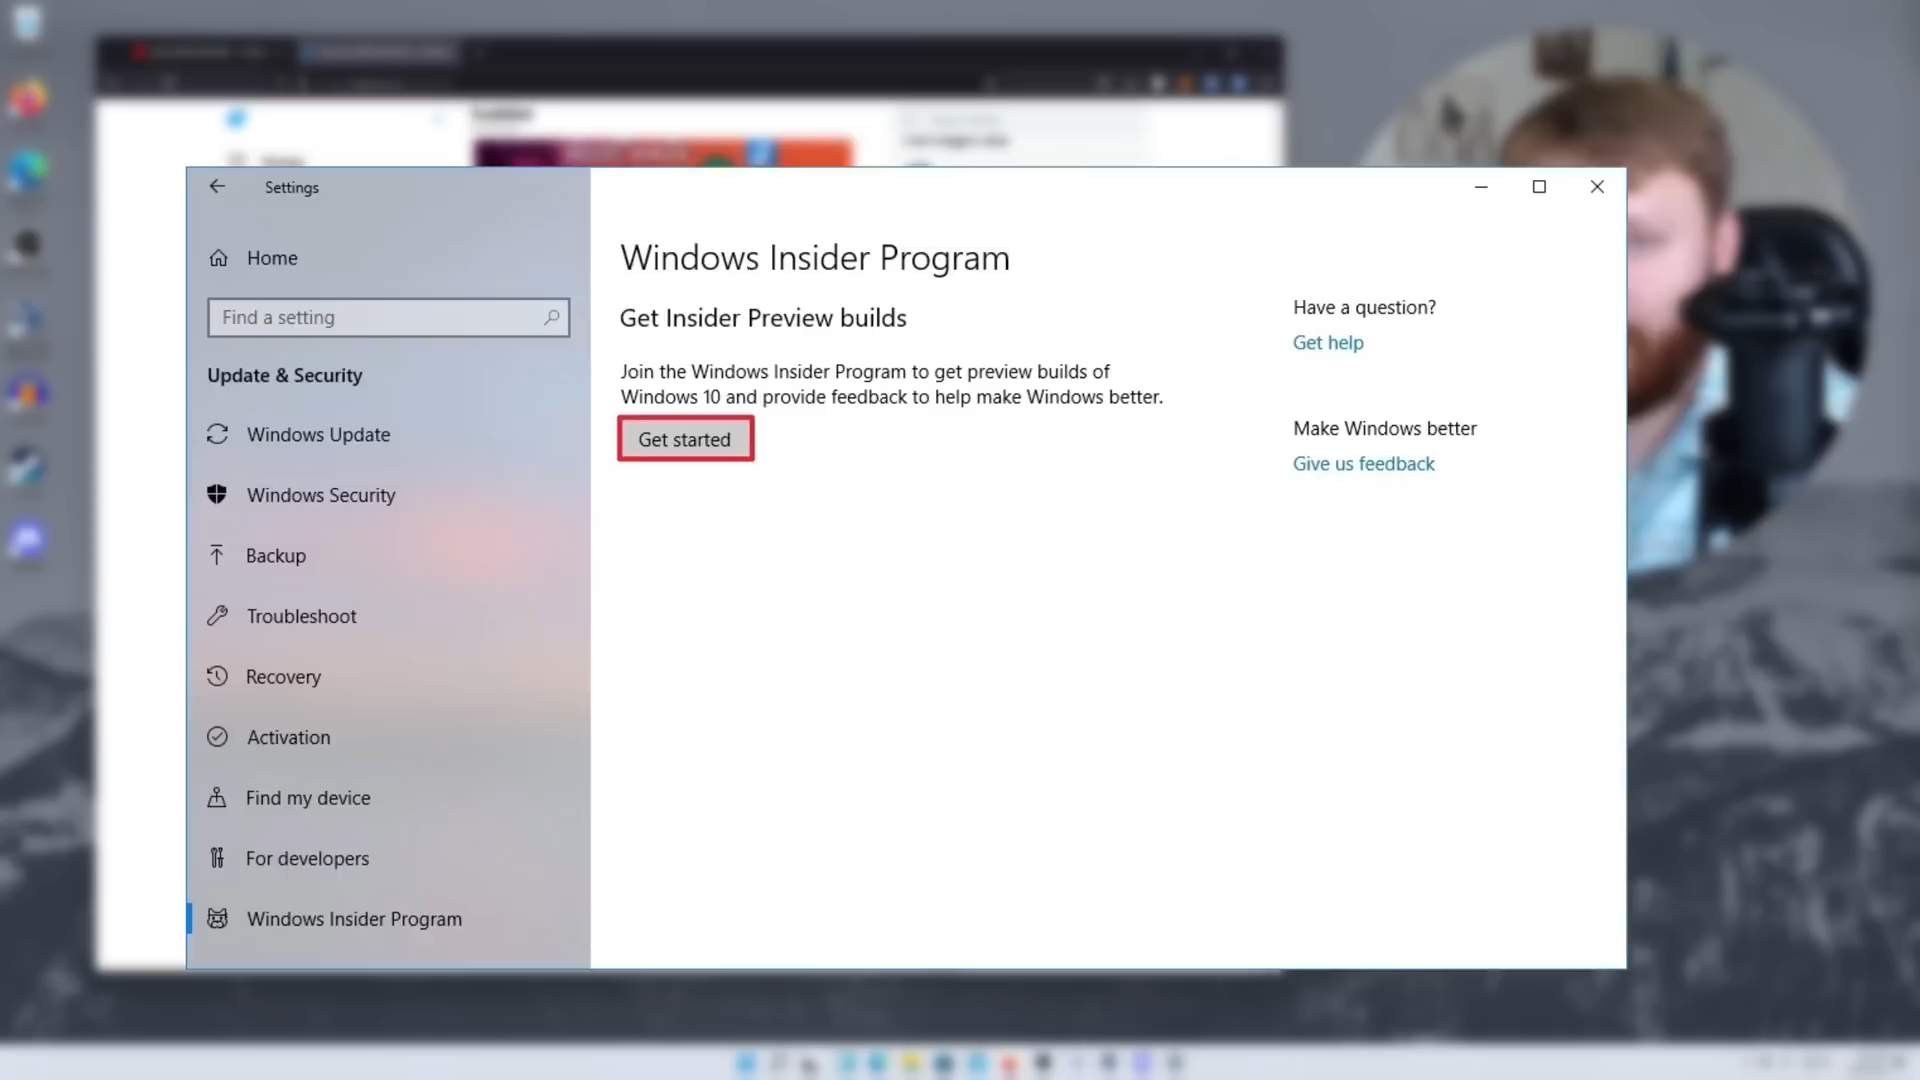 Settings
Home
Find a setting
Update & Security
Windows Update
Windows Security
Backup
Troubleshoot
Recovery
Activation
Find my device
For developers
Windows Insider Program
Windows Insider Program
Get Insider Preview builds
Join the Windows Insider Program to get preview builds of
Windows 10 and provide feedback to help make Windows better.
Get started
Have a question?
Get help
Make Windows better
Give us feedback